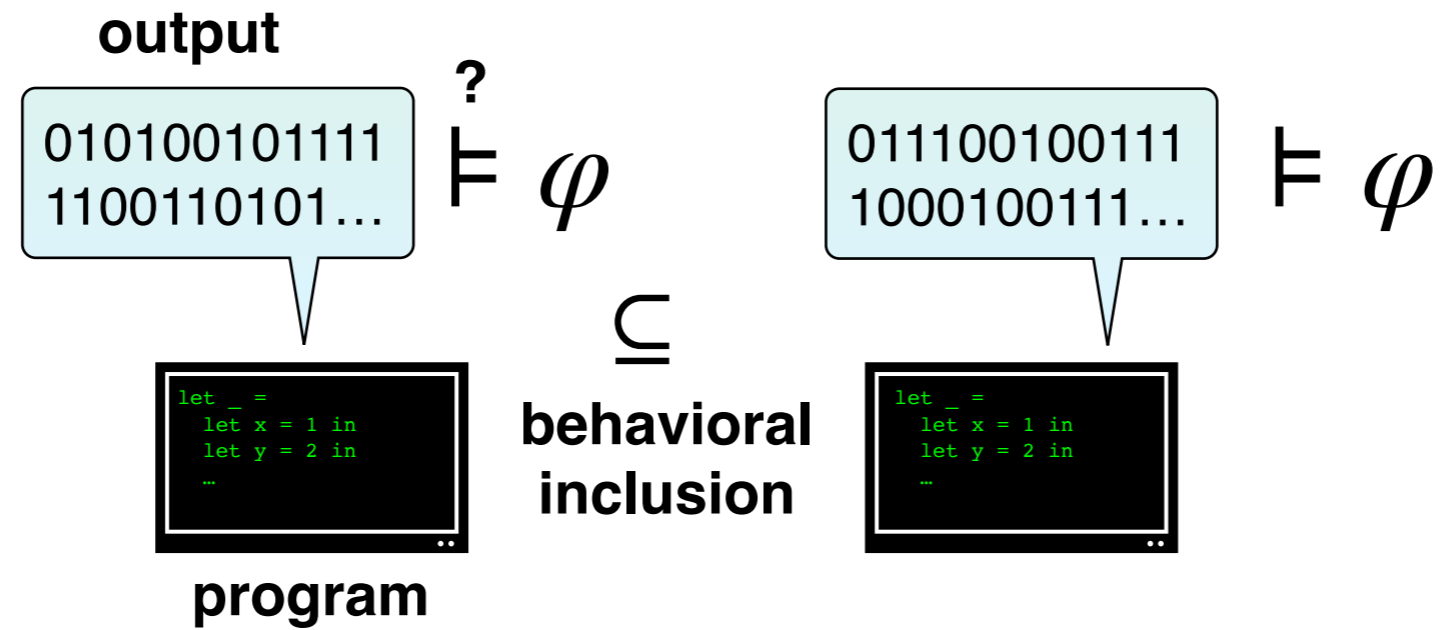 output
?
010100101111
1100110101…
⊨ φ
011100100111
1000100111…
⊨ φ
⊆
behavioral
inclusion
let _ =
  let x = 1 in
  let y = 2 in
  …
let _ =
  let x = 1 in
  let y = 2 in
  …
program